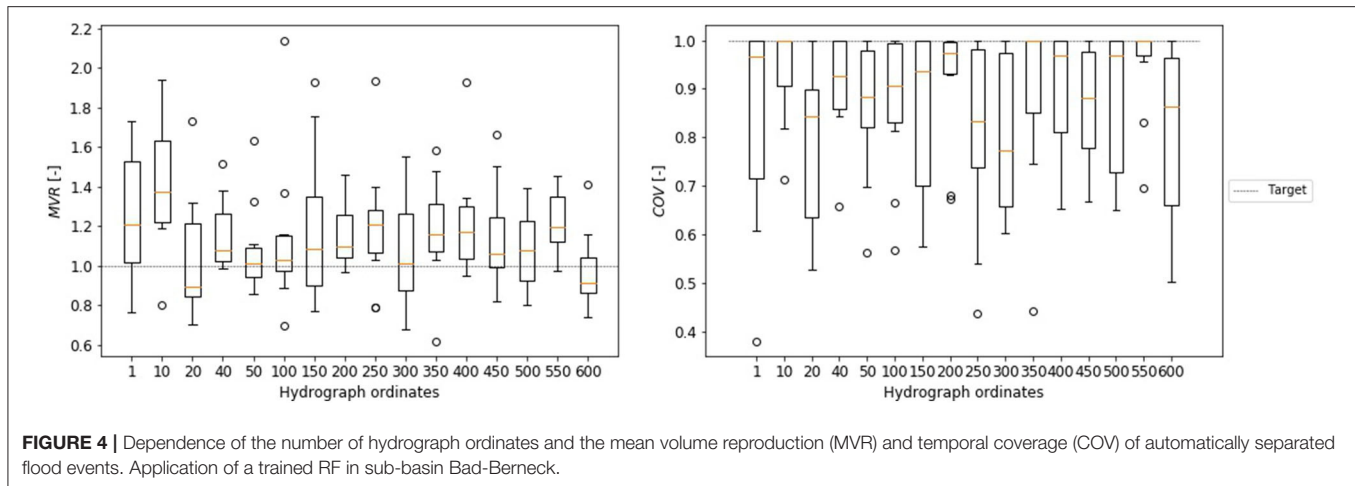 2.2
2.0
1.8
1.6
1.4
1.2
1.0
0.8
0.6
MVR [-]
1 10 20 40 50 100 150 200 250 300 350 400 450 500 550 600
Hydrograph ordinates
1.0
0.9
0.8
0.7
0.6
0.5
0.4
COV [-]
1 10 20 40 50 100 150 200 250 300 350 400 450 500 550 600
Hydrograph ordinates
Target
FIGURE 4 | Dependence of the number of hydrograph ordinates and the mean volume reproduction (MVR) and temporal coverage (COV) of automatically separated
flood events. Application of a trained RF in sub-basin Bad-Berneck.